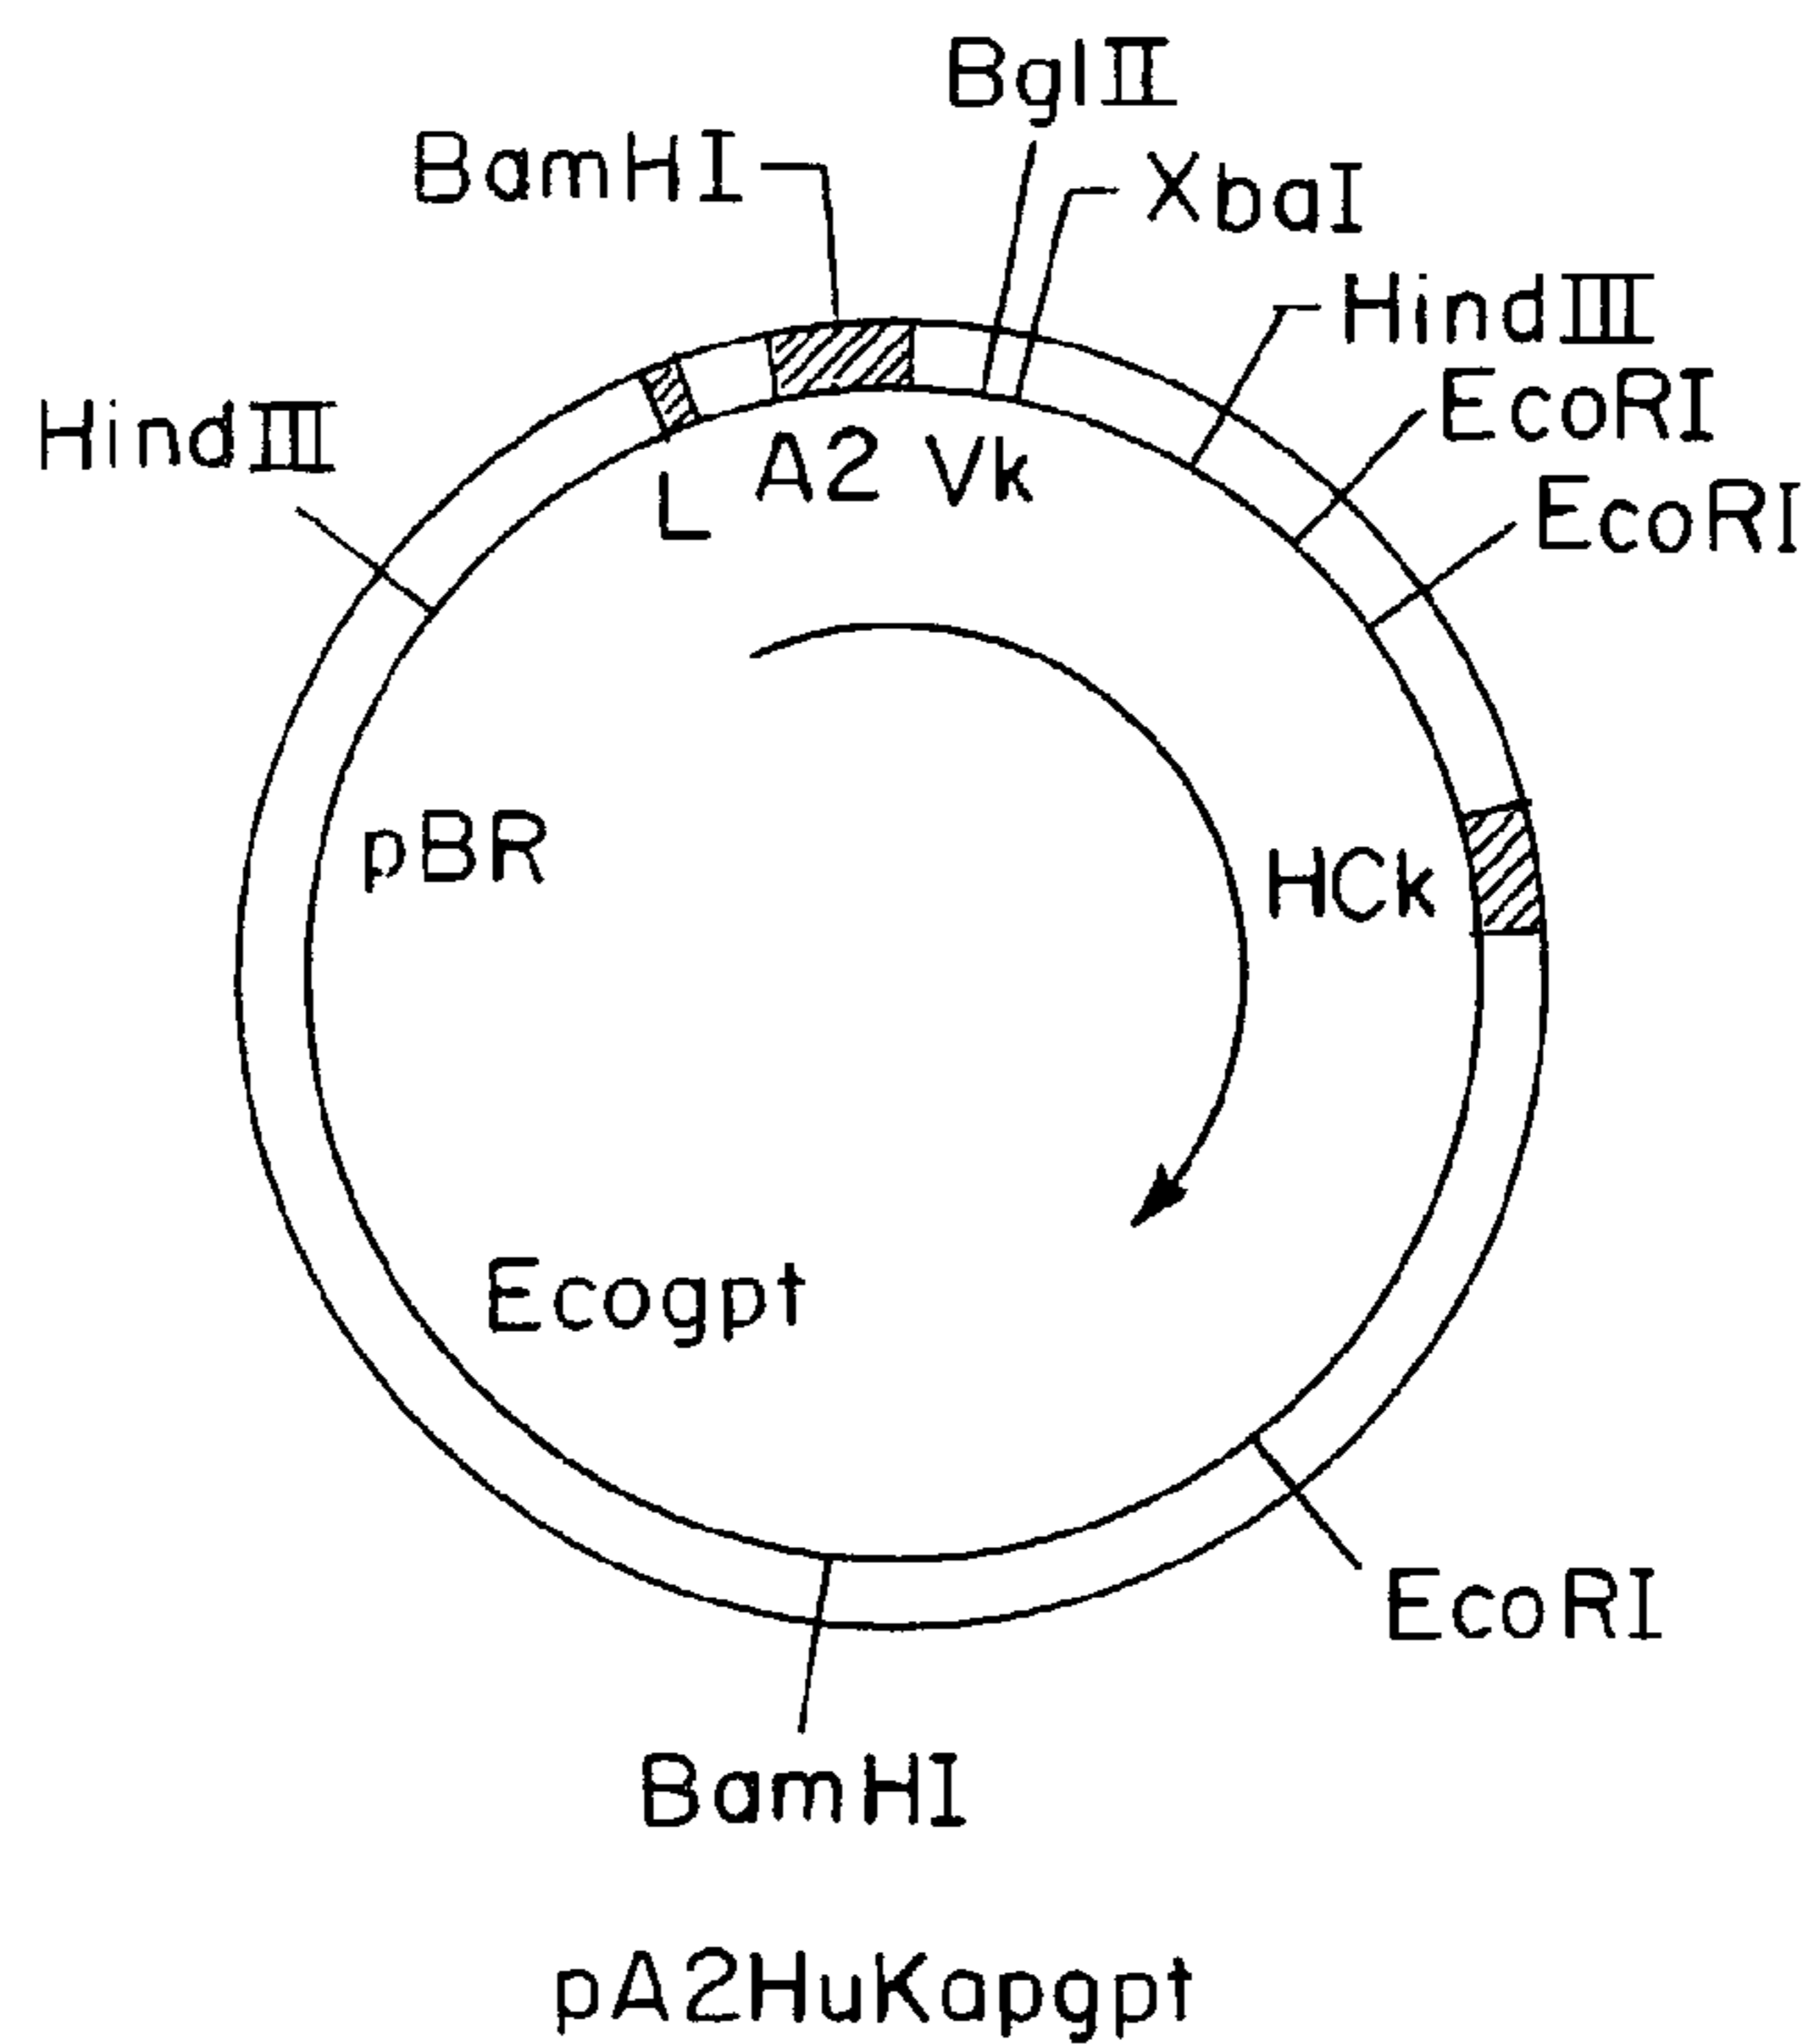 BglII
BamHI
XbaI
HindIII
EcoRI
HindIII
EcoRI
A2 Vk
L
pBR
HCk
Ecogpt
EcoRI
BamHI
pA2HuKapgpt